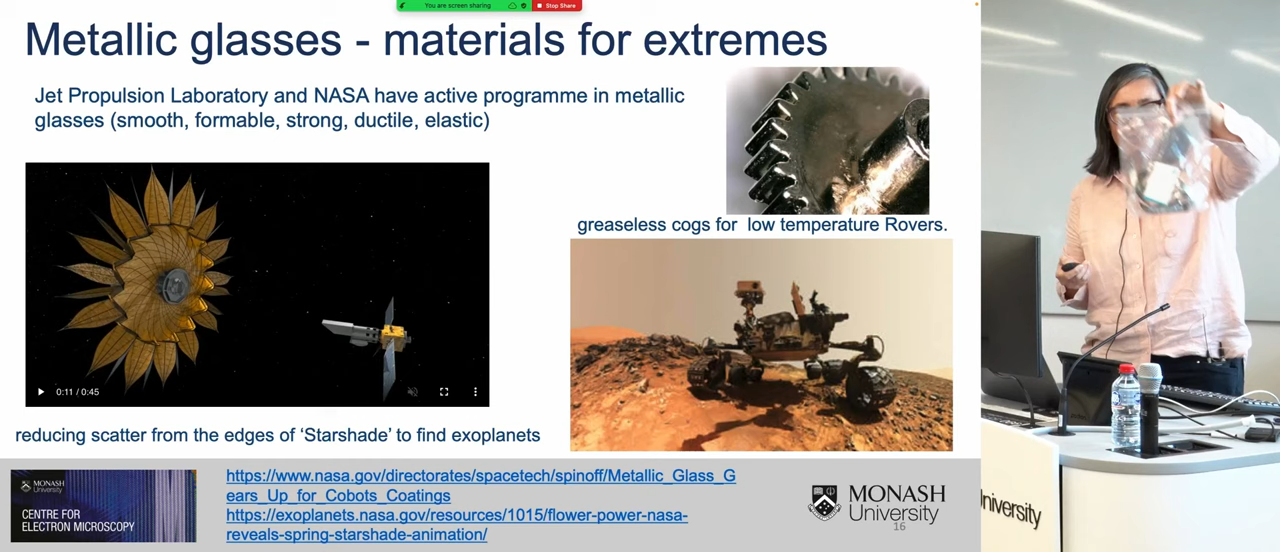 You are screen sharing
Stop Share
Metallic glasses - materials for extremes
Jet Propulsion Laboratory and NASA have active programme in metallic
glasses (smooth, formable, strong, ductile, elastic)
greaseless cogs for low temperature Rovers.
0:11 / 0:45
reducing scatter from the edges of ‘Starshade’ to find exoplanets
MONASH
University
CENTRE FOR
ELECTRON MICROSCOPY
https://www.nasa.gov/directorates/spacetech/spinoff/Metallic_Glass_G
ears_Up_for_Cobots_Coatings
https://exoplanets.nasa.gov/resources/1015/flower-power-nasa-
reveals-spring-starshade-animation/
MONASH
University
16
University